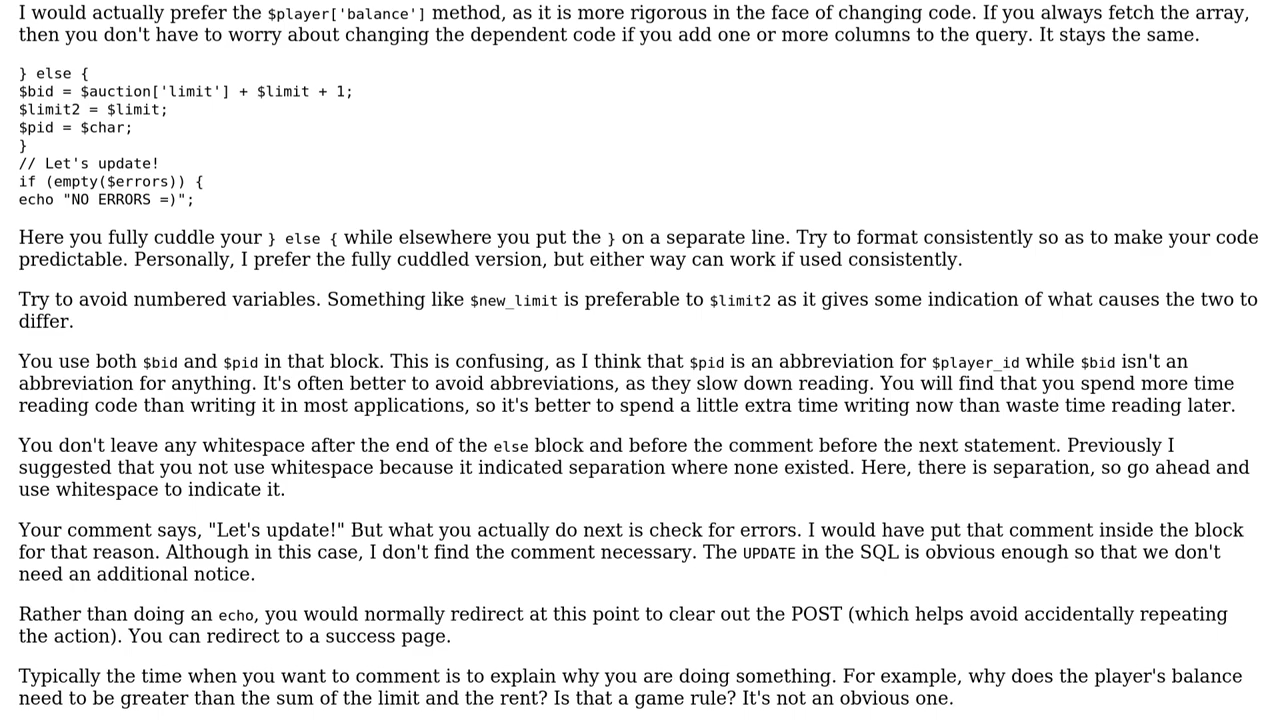 I would actually prefer the $player['balance'] method, as it is more rigorous in the face of changing code. If you always fetch the array,
then you don't have to worry about changing the dependent code if you add one or more columns to the query. It stays the same.
} else {
$bid = $auction['limit'] + $limit + 1;
$limit2 = $limit;
$pid = $char;
}
// Let's update!
if (empty($errors)) {
echo "NO ERRORS =)";
Here you fully cuddle your } else { while elsewhere you put the } on a separate line. Try to format consistently so as to make your code
predictable. Personally, I prefer the fully cuddled version, but either way can work if used consistently.
Try to avoid numbered variables. Something like $new_limit is preferable to $limit2 as it gives some indication of what causes the two to
differ.
You use both $bid and $pid in that block. This is confusing, as I think that $pid is an abbreviation for $player_id while $bid isn't an
abbreviation for anything. It's often better to avoid abbreviations, as they slow down reading. You will find that you spend more time
reading code than writing it in most applications, so it's better to spend a little extra time writing now than waste time reading later.
You don't leave any whitespace after the end of the else block and before the comment before the next statement. Previously I
suggested that you not use whitespace because it indicated separation where none existed. Here, there is separation, so go ahead and
use whitespace to indicate it.
Your comment says, "Let's update!" But what you actually do next is check for errors. I would have put that comment inside the block
for that reason. Although in this case, I don't find the comment necessary. The UPDATE in the SQL is obvious enough so that we don't
need an additional notice.
Rather than doing an echo, you would normally redirect at this point to clear out the POST (which helps avoid accidentally repeating
the action). You can redirect to a success page.
Typically the time when you want to comment is to explain why you are doing something. For example, why does the player's balance
need to be greater than the sum of the limit and the rent? Is that a game rule? It's not an obvious one.